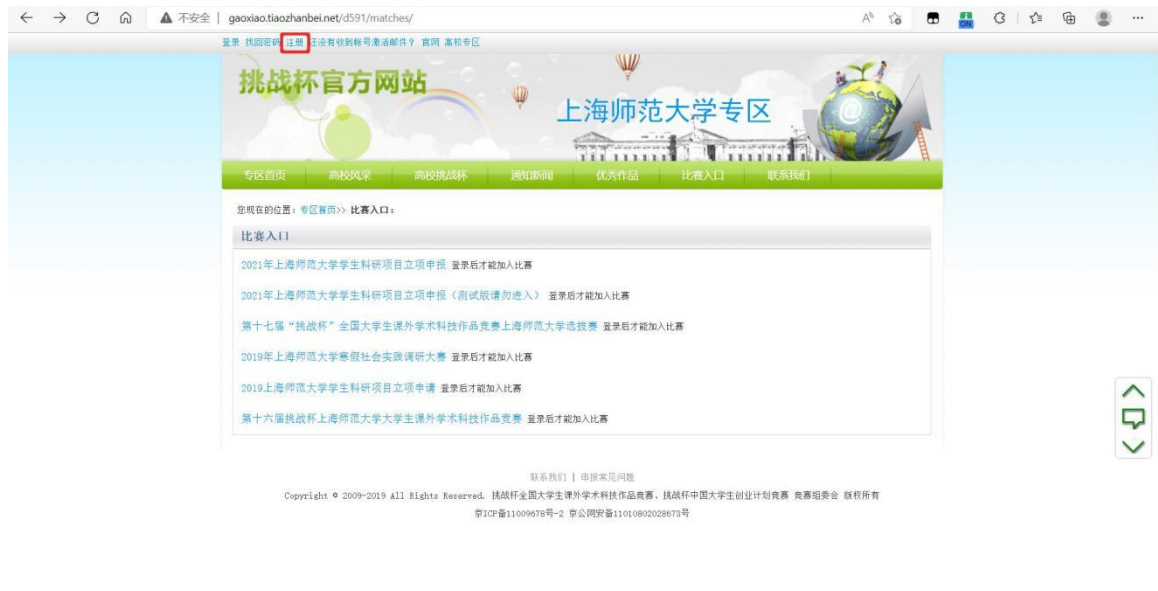 不安全 | gaoxiao.tiaozhanbei.net/d591/matches/
登录 找回密码 注册 还没有收到帐号激活邮件？ 官网 高校专区
挑战杯官方网站
上海师范大学专区
专区首页 高校风采 高校挑战杯 通知新闻 优秀作品 比赛入口 联系我们
您现在的位置：专区首页>> 比赛入口：
比赛入口
2021年上海师范大学学生科研项目立项申报 登录后才能加入比赛
2021年上海师范大学学生科研项目立项申报（测试版请勿进入） 登录后才能加入比赛
第十七届“挑战杯”全国大学生课外学术科技作品竞赛上海师范大学选拔赛 登录后才能加入比赛
2019年上海师范大学寒假社会实践调研大赛 登录后才能加入比赛
2019上海师范大学学生科研项目立项申请 登录后才能加入比赛
第十六届挑战杯上海师范大学大学生课外学术科技作品竞赛 登录后才能加入比赛
联系我们 | 申报常见问题
Copyright © 2009-2019 All Rights Reserved. 挑战杯全国大学生课外学术科技作品竞赛、挑战杯中国大学生创业计划竞赛 竞赛组委会 版权所有
京ICP备11009678号-2 京公网安备11010802028673号